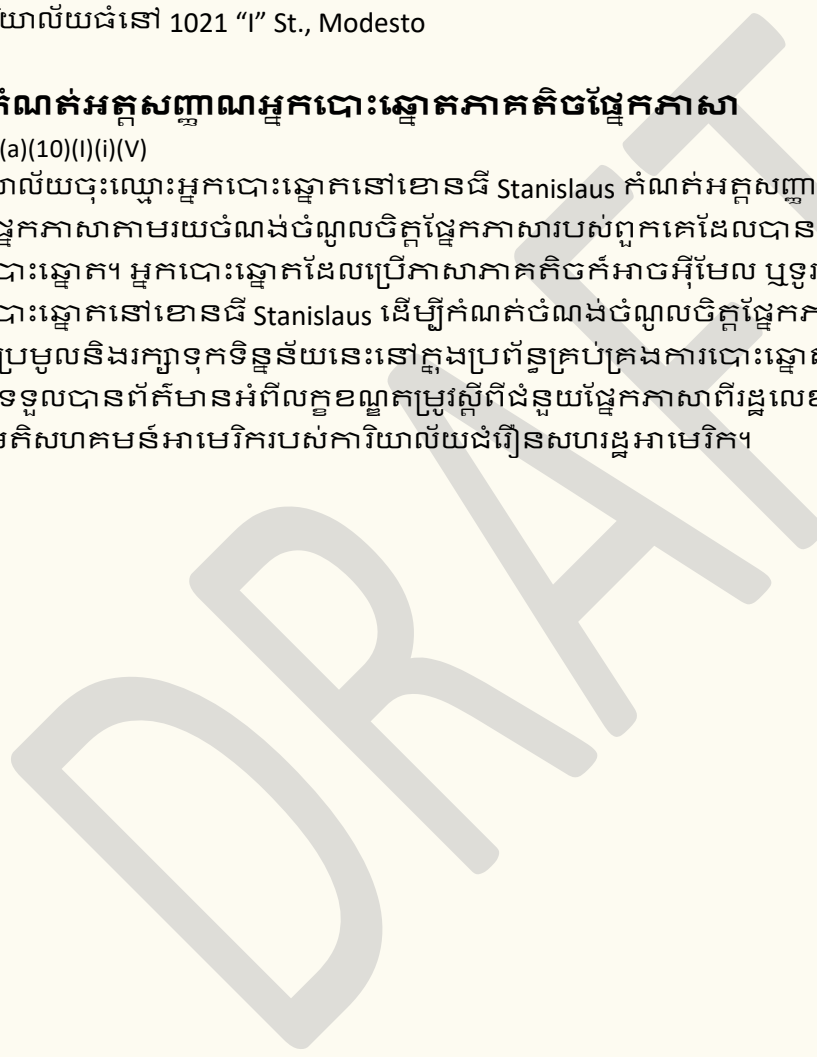 យាល័យធំនៅ 1021 “I” St., Modesto
កំណត់អត្តសញ្ញាណអ្នកបោះឆ្នោតភាគតិចផ្នែកភាសា
(a)(10)(I)(i)(V)
ាល័យចុះឈ្មោះអ្នកបោះឆ្នោតនៅខោនធី Stanislaus កំណត់អត្តសញ្ញា
ផ្នែកភាសាតាមរយចំណង់ចំណូលចិត្តផ្នែកភាសារបស់ពួកគេដែលបាន
បោះឆ្នោត។ អ្នកបោះឆ្នោតដែលប្រើភាសាភាគតិចក៏អាចអ៊ីមែល ឬទូរ
បោះឆ្នោតនៅខោនធី Stanislaus ដើម្បីកំណត់ចំណង់ចំណូលចិត្តផ្នែកភ
ប្រមូលនិងរក្សាទុកទិន្នន័យនេះនៅក្នុងប្រព័ន្ធគ្រប់គ្រងការបោះឆ្នោត
ទទួលបានព័ត៌មានអំពីលក្ខខណ្ឌតម្រូវស្តីពីជំនួយផ្នែកភាសាពីរដ្ឋលេខ
មតិសហគមន៍អាមេរិករបស់ការិយាល័យជំរឿនសហរដ្ឋអាមេរិក។
DRAFT